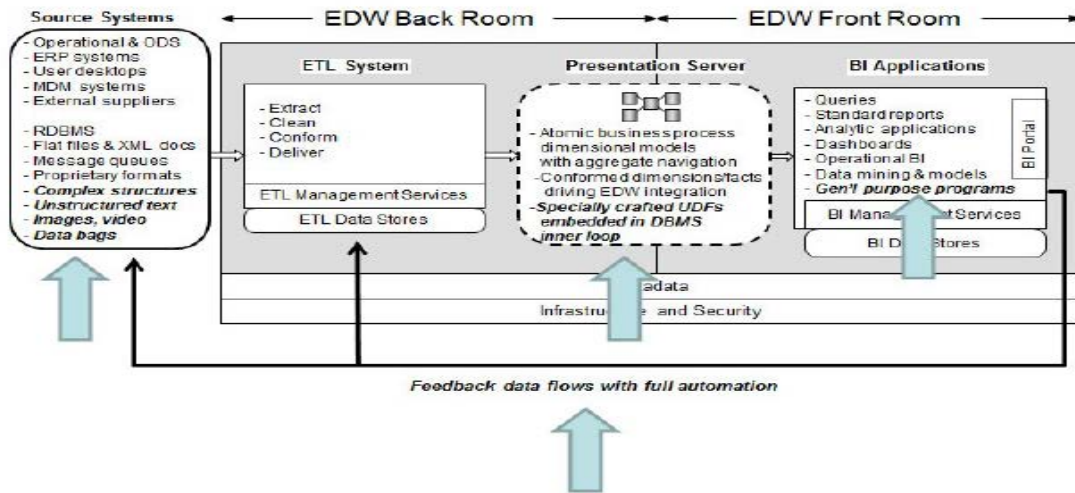 Source Systems
EDW Back Room
EDW Front Room
- Operational & ODS
- ERP systems
- User desktops
- MDM systems
- External suppliers
- RDBMS
- Flat files & XML docs
- Message queues
- Proprietary formats
- Complex structures
- Unstructured text
- Images, video
- Data bags
ETL System
- Extract
- Clean
- Conform
- Deliver
ETL Management Services
ETL Data Stores
Presentation Server
- Atomic business process
dimensional models
with aggregate navigation
- Conformed dimensions/facts
driving EDW integration
- Specially crafted UDFs
embedded in DBMS
inner loop
BI Applications
- Queries
- Standard reports
- Analytic applications
- Dashboards
- Operational BI
- Data mining & models
- Gen'l purpose programs
BI Portal
BI Services
BI Stores
and Security
Feedback data flows with full automation